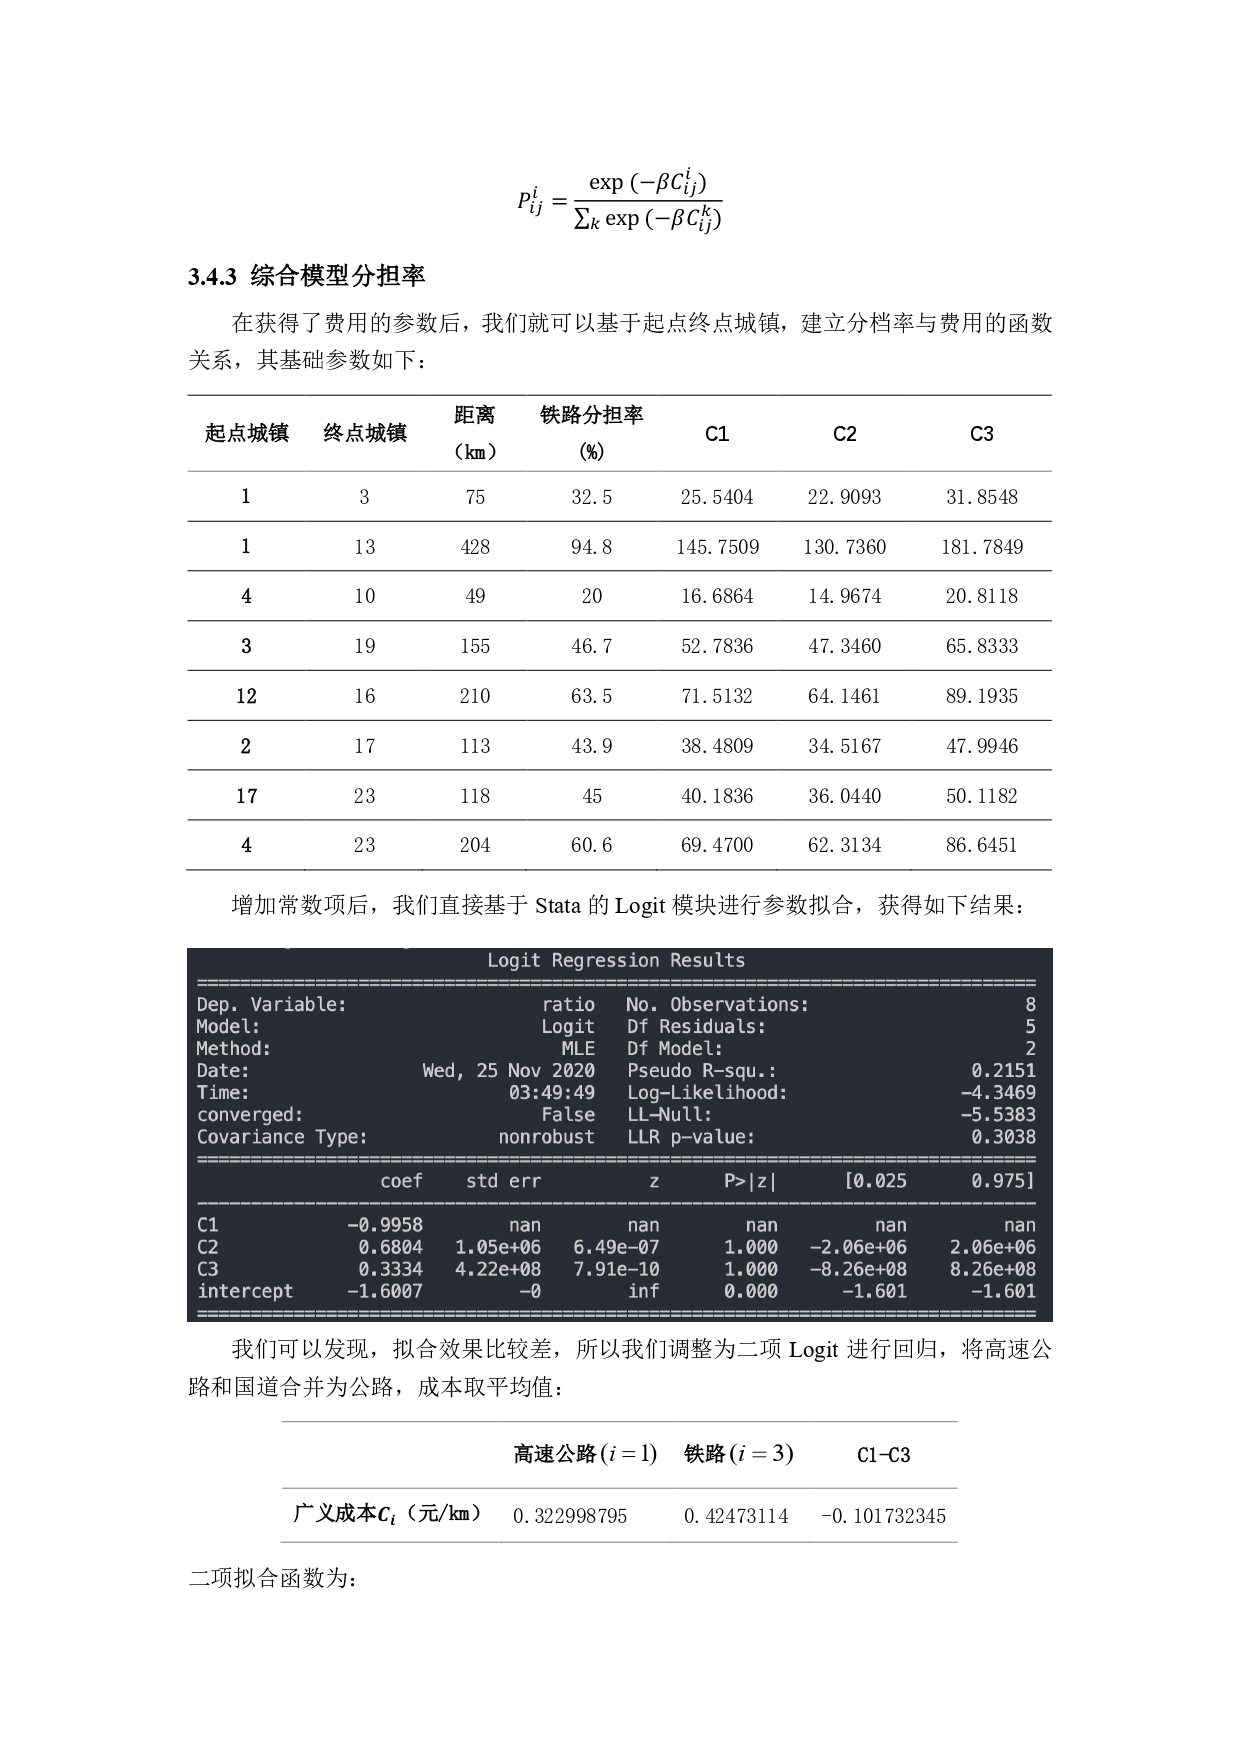 P_{ij}^{i} = \frac{\exp(-\beta C_{ij}^{i})}{\sum_k \exp(-\beta C_{ij}^{k})}
3.4.3 综合模型分担率
在获得了费用的参数后，我们就可以基于起点终点城镇，建立分档率与费用的函数
关系，其基础参数如下：
起点城镇 终点城镇 距离（km） 铁路分担率(%) C1 C2 C3
1 3 75 32.5 25.5404 22.9093 31.8548
1 13 428 94.8 145.7509 130.7360 181.7849
4 10 49 20 16.6864 14.9674 20.8118
3 19 155 46.7 52.7836 47.3460 65.8333
12 16 210 63.5 71.5132 64.1461 89.1935
2 17 113 43.9 38.4809 34.5167 47.9946
17 23 118 45 40.1836 36.0440 50.1182
4 23 204 60.6 69.4700 62.3134 86.6451
增加常数项后，我们直接基于 Stata 的 Logit 模块进行参数拟合，获得如下结果：
Logit Regression Results
Dep. Variable: ratio No. Observations: 8
Model: Logit Df Residuals: 5
Method: MLE Df Model: 2
Date: Wed, 25 Nov 2020 Pseudo R-squ.: 0.2151
Time: 03:49:49 Log-Likelihood: -4.3469
converged: False LL-Null: -5.5383
Covariance Type: nonrobust LLR p-value: 0.3038
coef std err z P>|z| [0.025 0.975]
C1 -0.9958 nan nan nan nan nan
C2 0.6804 1.05e+06 6.49e-07 1.000 -2.06e+06 2.06e+06
C3 0.3334 4.22e+08 7.91e-10 1.000 -8.26e+08 8.26e+08
intercept -1.6007 -0 inf 0.000 -1.601 -1.601
我们可以发现，拟合效果比较差，所以我们调整为二项 Logit 进行回归，将高速公
路和国道合并为公路，成本取平均值：
高速公路(i = 1) 铁路(i = 3) C1-C3
广义成本C_i（元/km） 0.322998795 0.42473114 -0.101732345
二项拟合函数为：